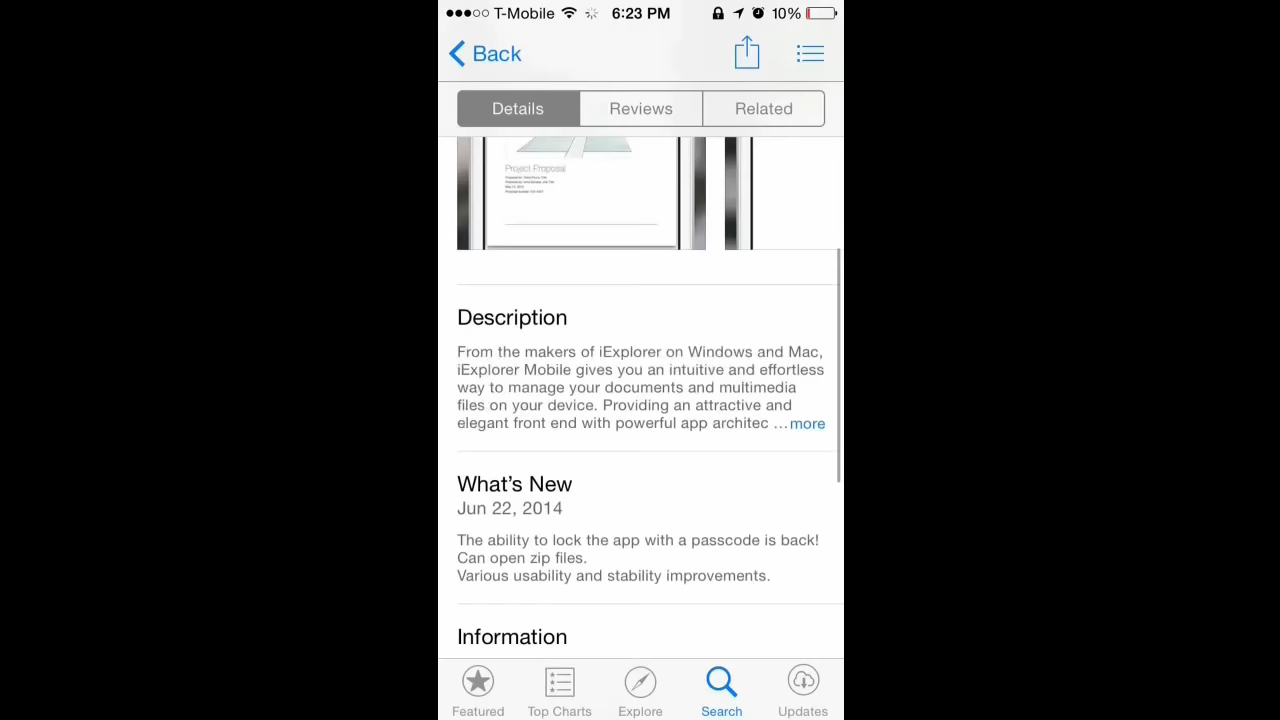 T-Mobile 6:23 PM 10%
Back
Details Reviews Related
Project Proposal
Description
From the makers of iExplorer on Windows and Mac,
iExplorer Mobile gives you an intuitive and effortless
way to manage your documents and multimedia
files on your device. Providing an attractive and
elegant front end with powerful app architec ...more
What's New
Jun 22, 2014
The ability to lock the app with a passcode is back!
Can open zip files.
Various usability and stability improvements.
Information
Featured Top Charts Explore Search Updates